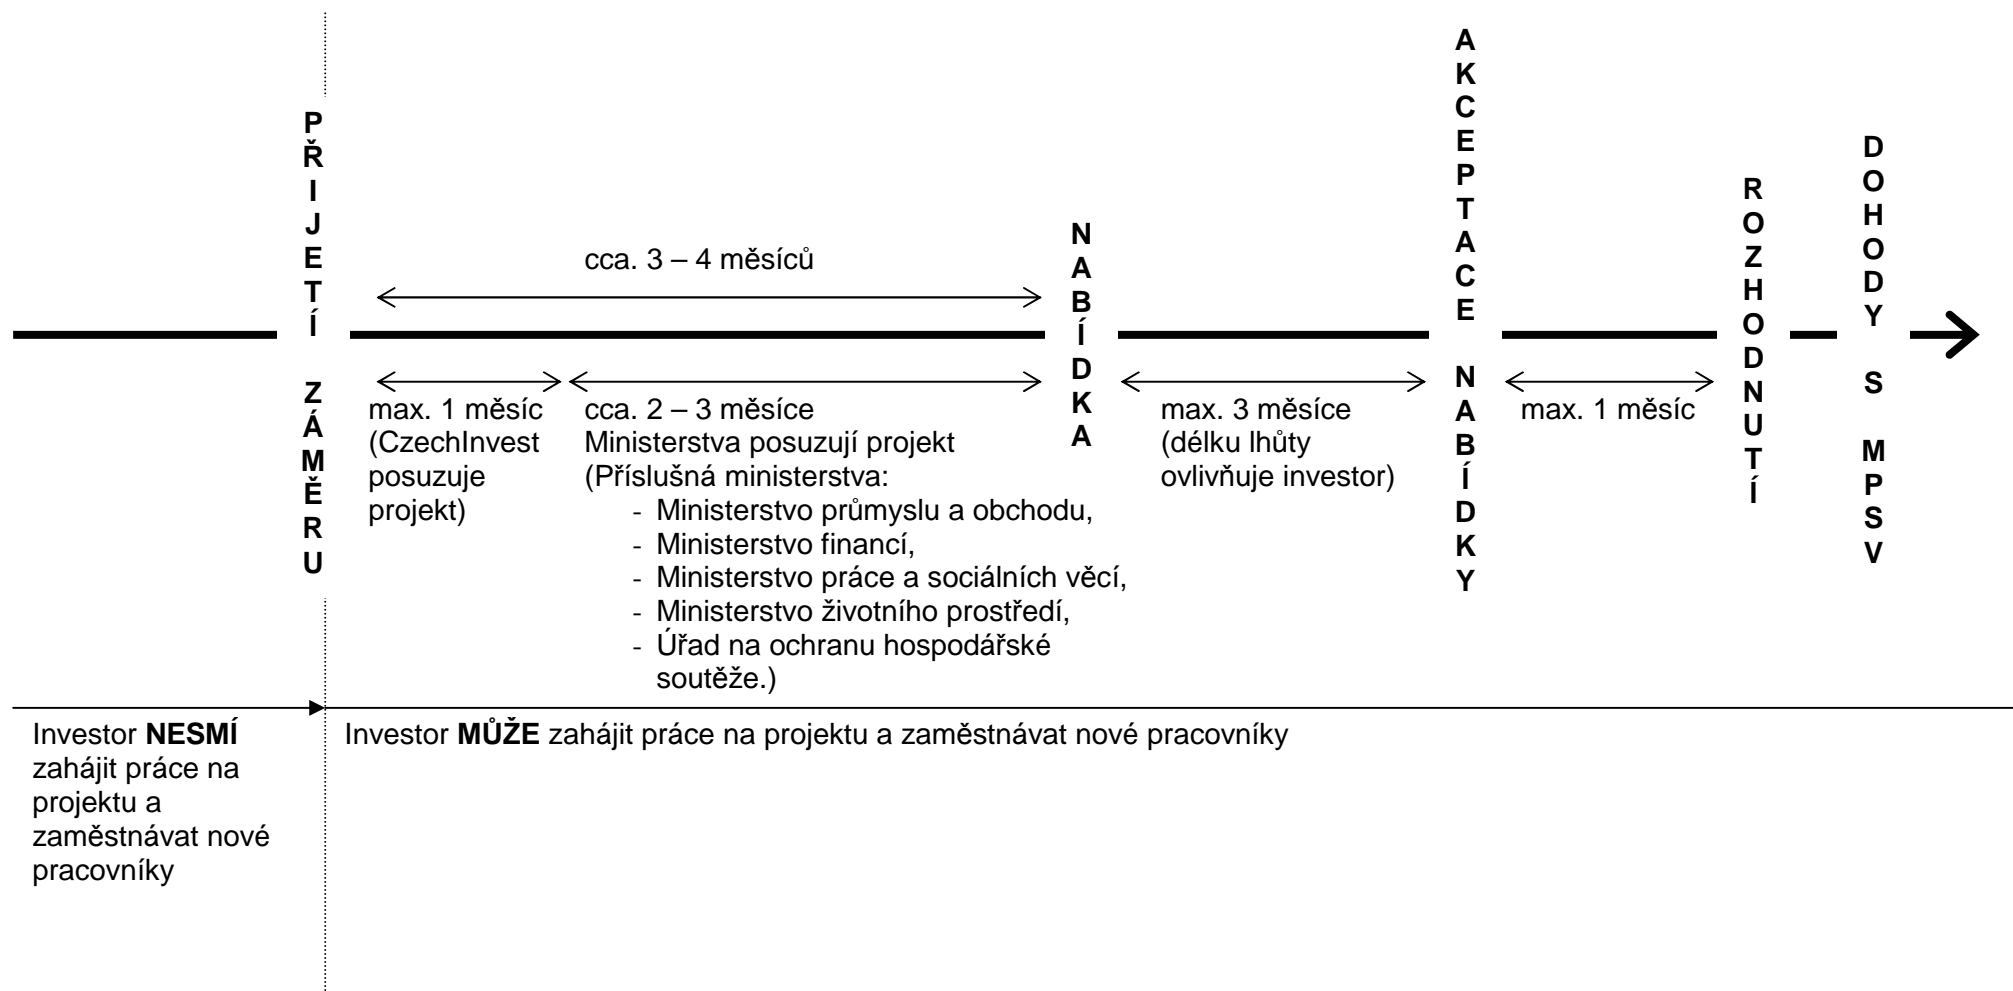 PŘIJETÍ ZÁMĚRU
cca. 3 – 4 měsíců
max. 1 měsíc
(CzechInvest
posuzuje
projekt)
cca. 2 – 3 měsíce
Ministerstva posuzují projekt
(Příslušná ministerstva:
- Ministerstvo průmyslu a obchodu,
- Ministerstvo financí,
- Ministerstvo práce a sociálních věcí,
- Ministerstvo životního prostředí,
- Úřad na ochranu hospodářské
soutěže.)
NABÍDKA
max. 3 měsíce
(délku lhůty
ovlivňuje investor)
AKCEPTACE NABÍDKY
max. 1 měsíc
ROZHODNUTÍ
DOHODY S MPSV
Investor NESMÍ
zahájit práce na
projektu a
zaměstnávat nové
pracovníky
Investor MŮŽE zahájit práce na projektu a zaměstnávat nové pracovníky